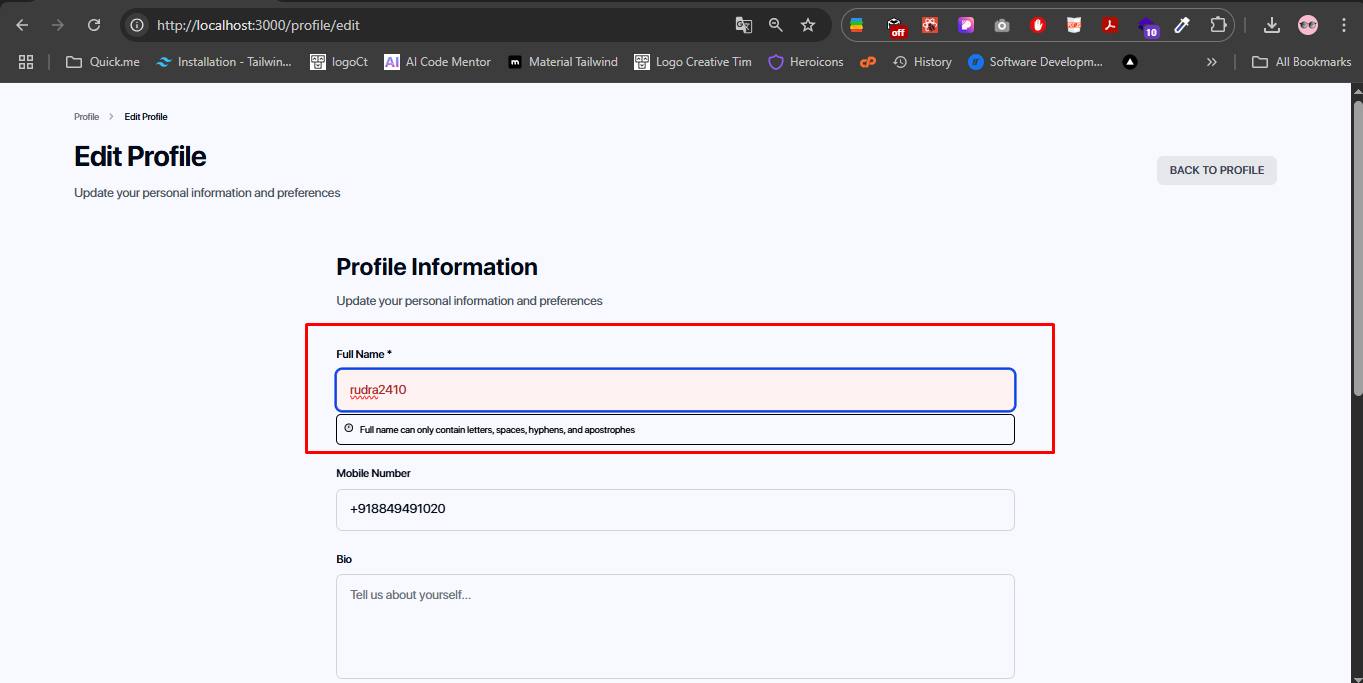 http://localhost:3000/profile/edit
off
10
Quick.me
Installation - Tailwin...
logoCt
AI
AI Code Mentor
m
Material Tailwind
Logo Creative Tim
Heroicons
cP
History
Software Developm...
»
All Bookmarks
Profile > Edit Profile
Edit Profile
BACK TO PROFILE
Update your personal information and preferences
Profile Information
Update your personal information and preferences
Full Name *
rudra2410
Full name can only contain letters, spaces, hyphens, and apostrophes
Mobile Number
+918849491020
Bio
Tell us about yourself...